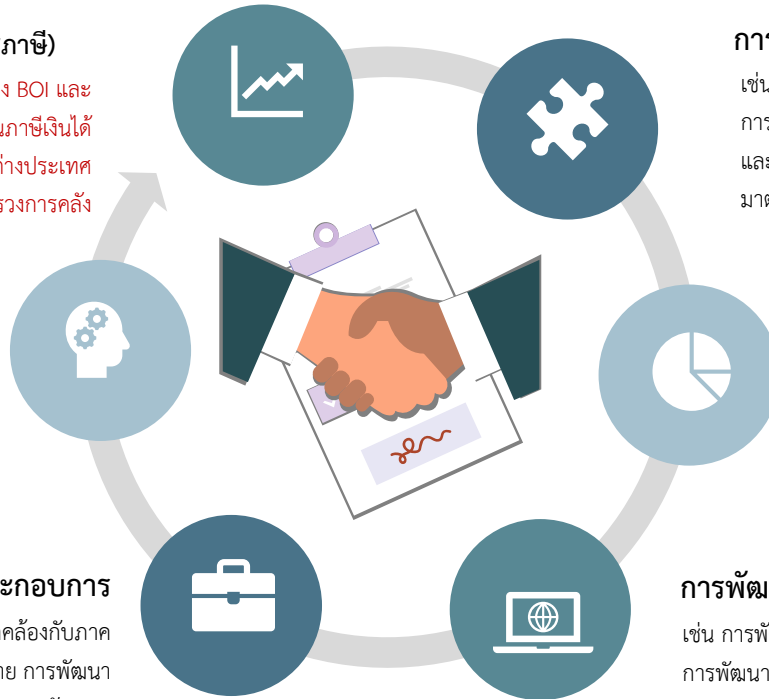 ภาษี)
ง BOI และ
นภาษีเงินได้
ต่างประเทศ
รวงการคลัง
การ
เช่น
การ
และ
มาต
ะกอบการ
คล้องกับภาค
าย การพัฒนา
การพัฒ
เช่น การพั
การพัฒนา